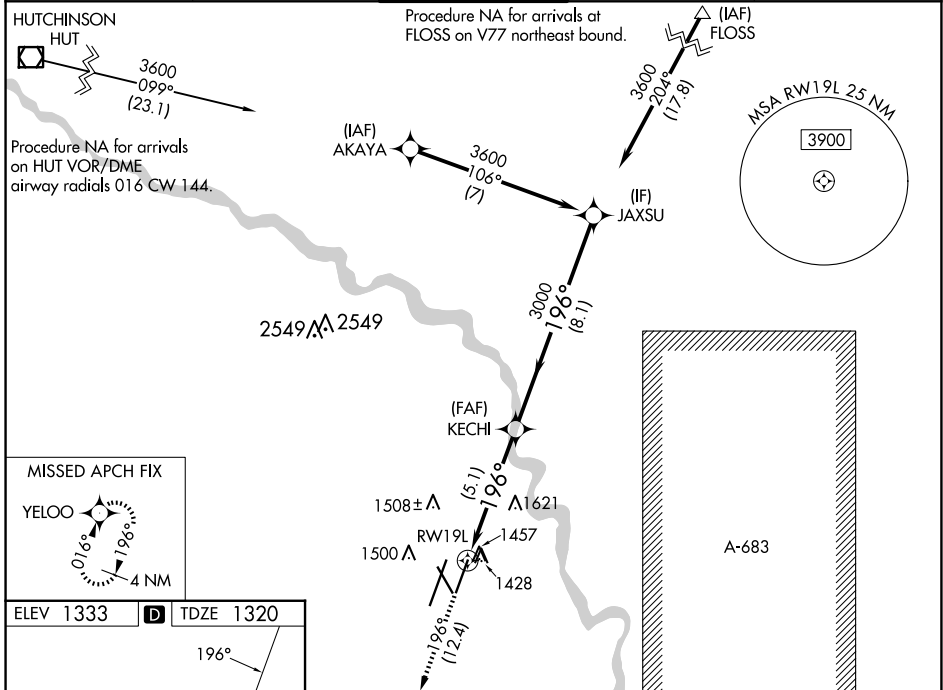 HUTCHINSON
HUT
3600
099°
(23.1)
Procedure NA for arrivals
on HUT VOR/DME
airway radials 016 CW 144.
Procedure NA for arrivals at
FLOSS on V77 northeast bound.
(IAF)
FLOSS
3600
204°
(17.8)
MSA RW19L 25 NM
3900
(IAF)
AKAYA
3600
106°
(7)
(IF)
JAXSU
3000
196°
(8.1)
2549
2549
(FAF)
KECHI
(5.1)
196°
1508±
1621
RW19L
1457
1500
1428
196°
(12.4)
A-683
MISSED APCH FIX
YELOO
016°
196°
4 NM
ELEV 1333
D
TDZE 1320
196°